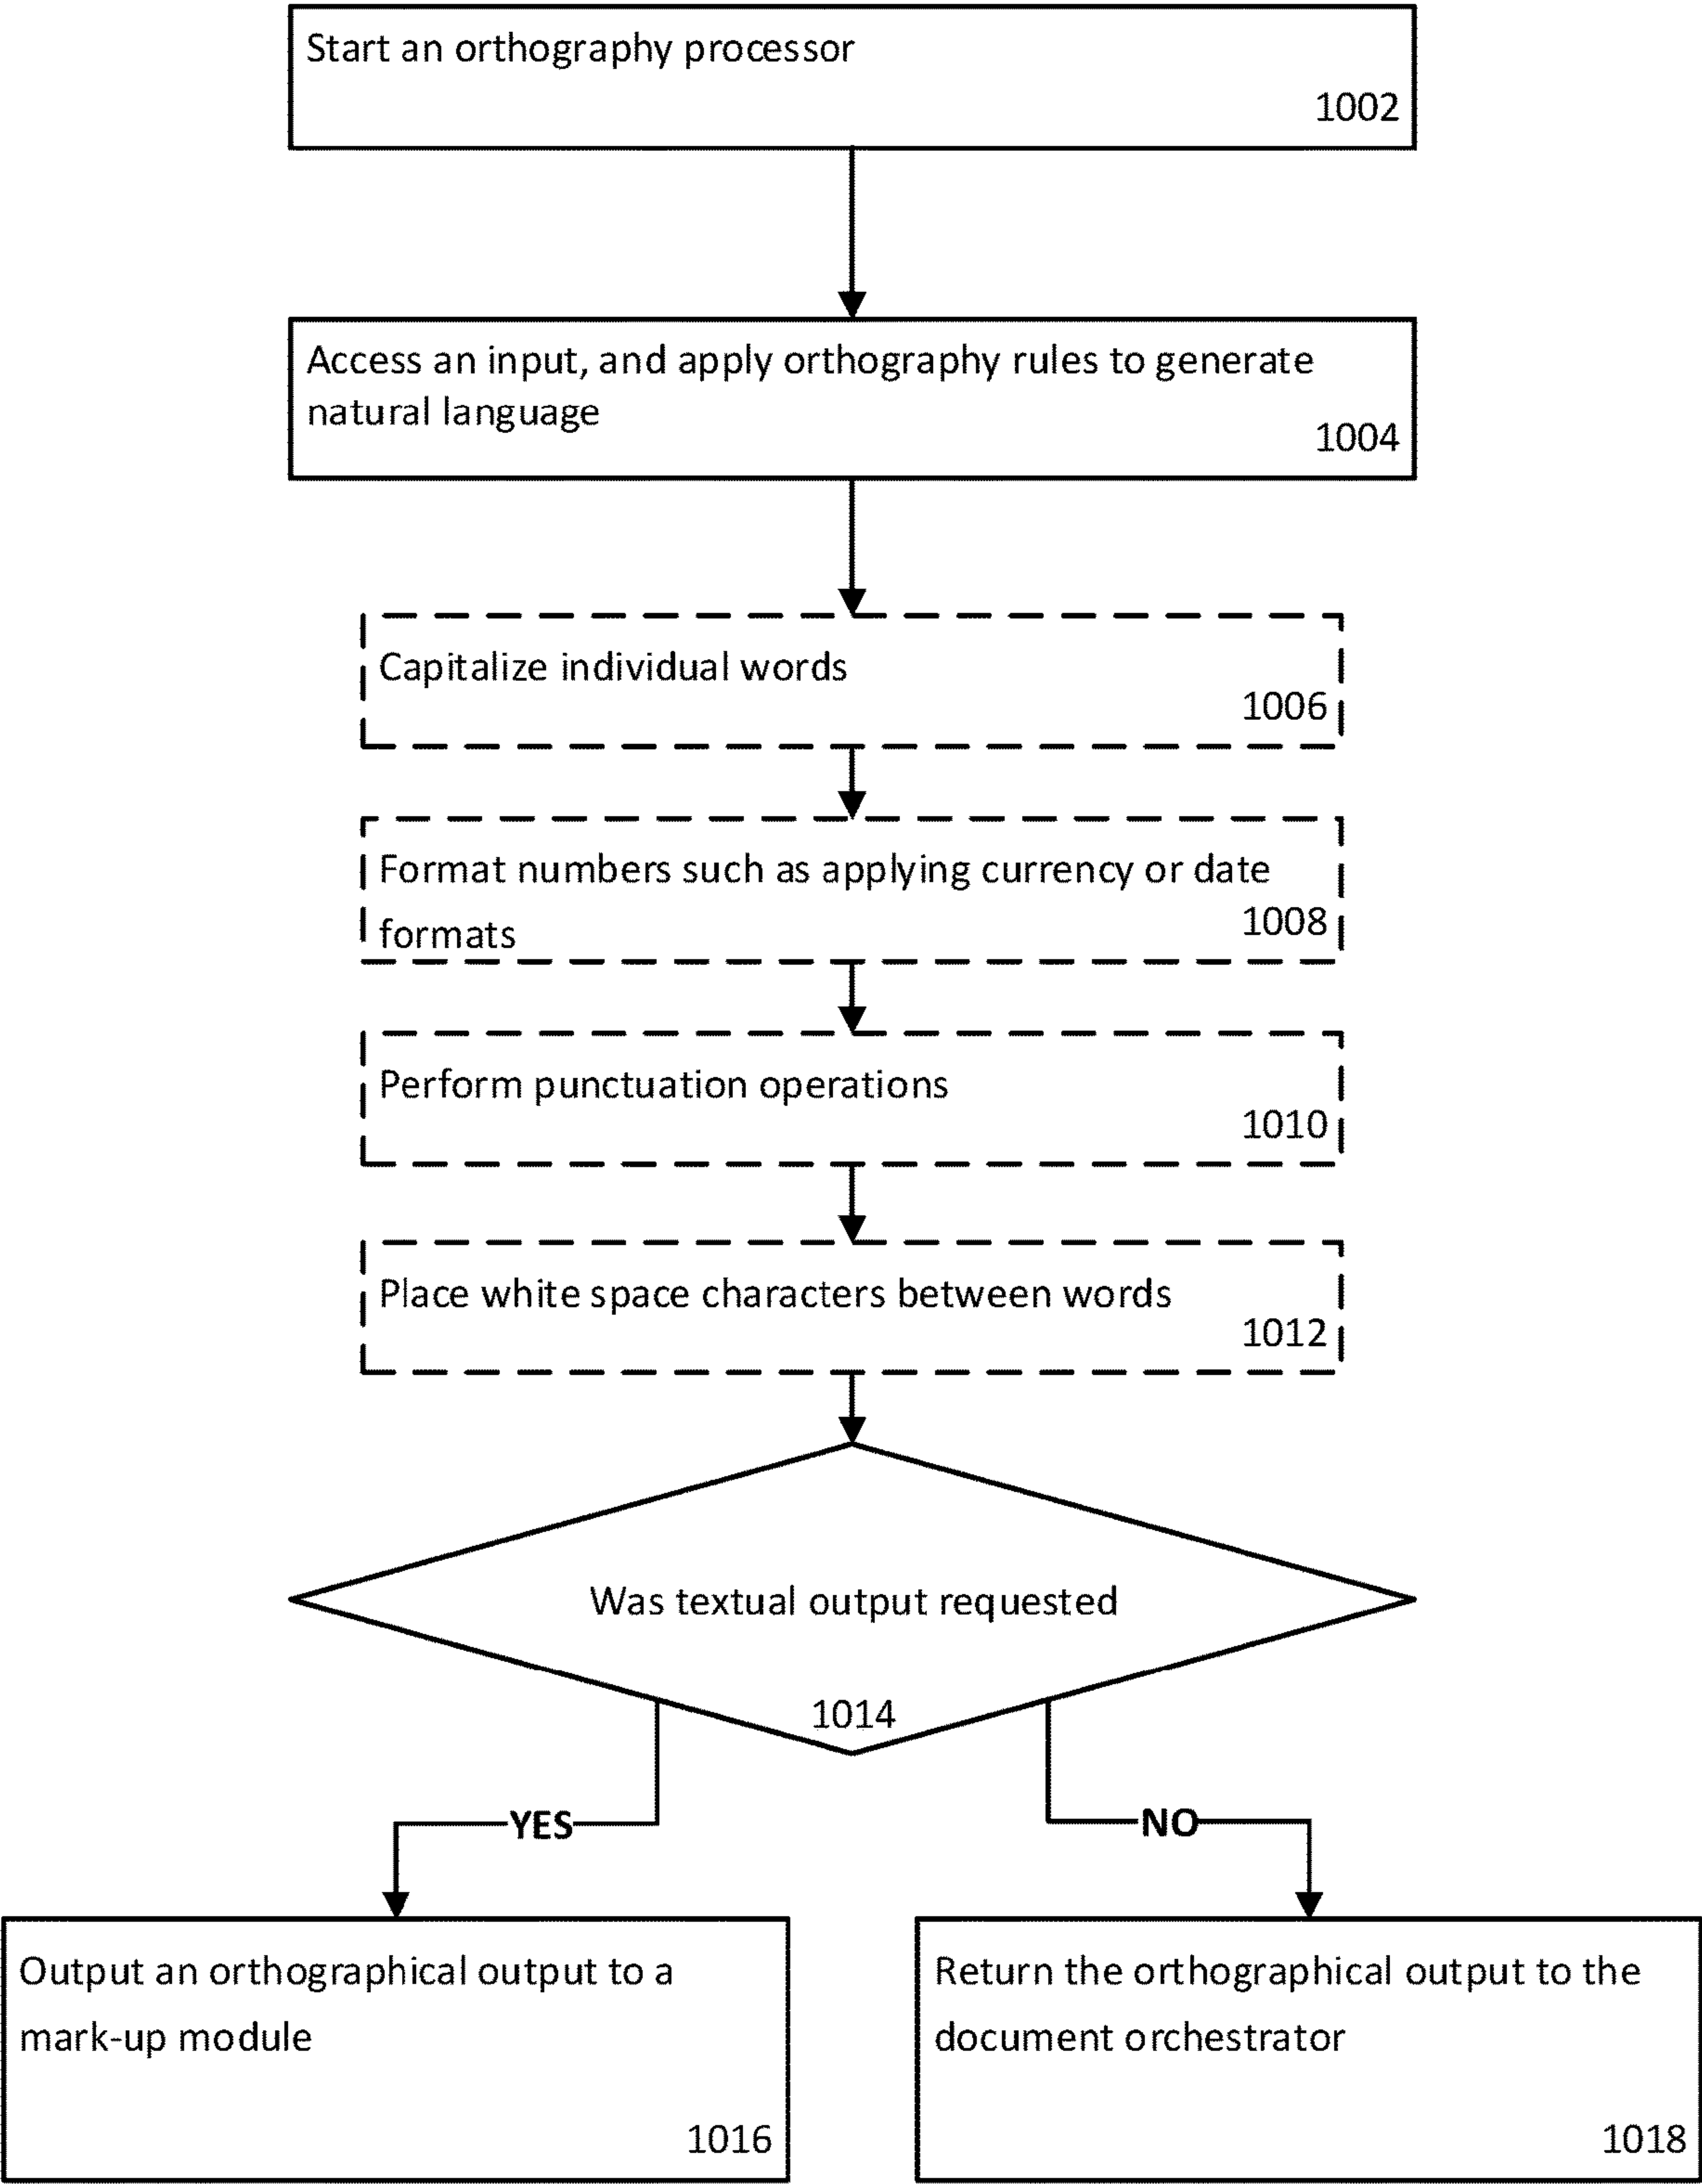 Start an orthography processor
1002
Access an input, and apply orthography rules to generate
natural language
1004
Capitalize individual words
1006
Format numbers such as applying currency or date
formats
1008
Perform punctuation operations
1010
Place white space characters between words
1012
Was textual output requested
1014
YES
NO
Output an orthographical output to a
mark-up module
1016
Return the orthographical output to the
document orchestrator
1018